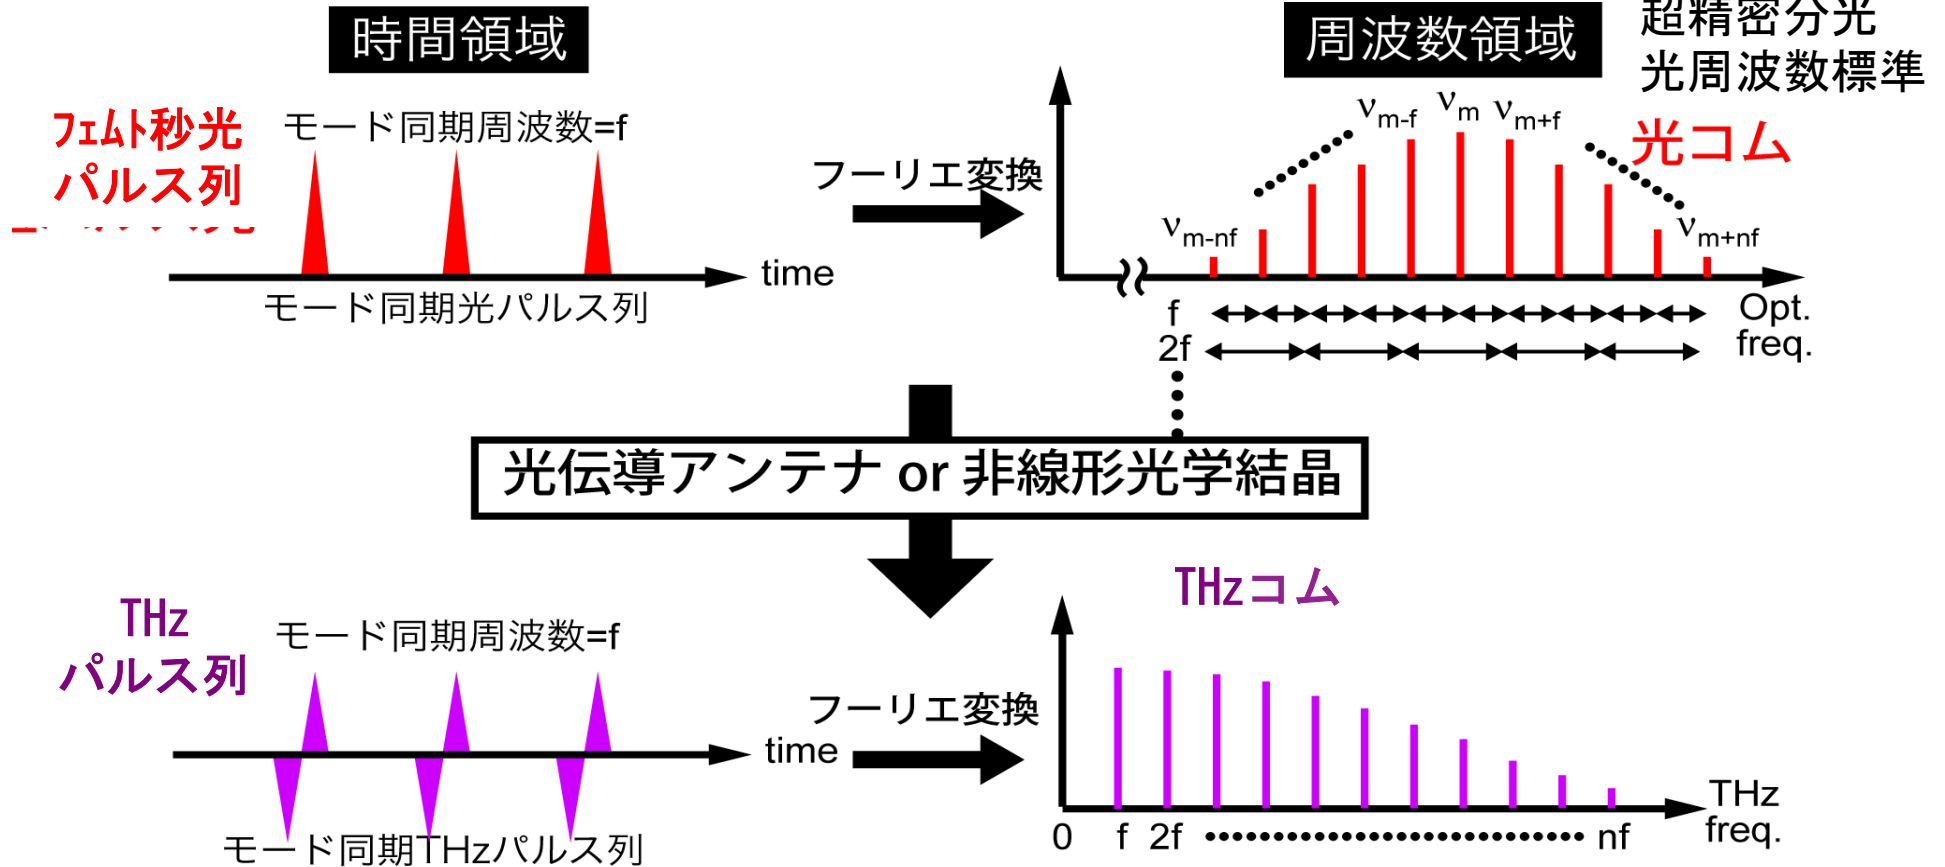 時間領域
周波数領域
超精密分光
光周波数標準
光コム
フェムト秒光
パルス列
モード同期周波数=f
time
モード同期光パルス列
フーリエ変換
νm-nf
νm-f
νm
νm+f
νm+nf
f
2f
Opt.
freq.
光伝導アンテナ or 非線形光学結晶
THz
パルス列
モード同期周波数=f
time
モード同期THzパルス列
フーリエ変換
THzコム
0 f 2f nf
THz
freq.